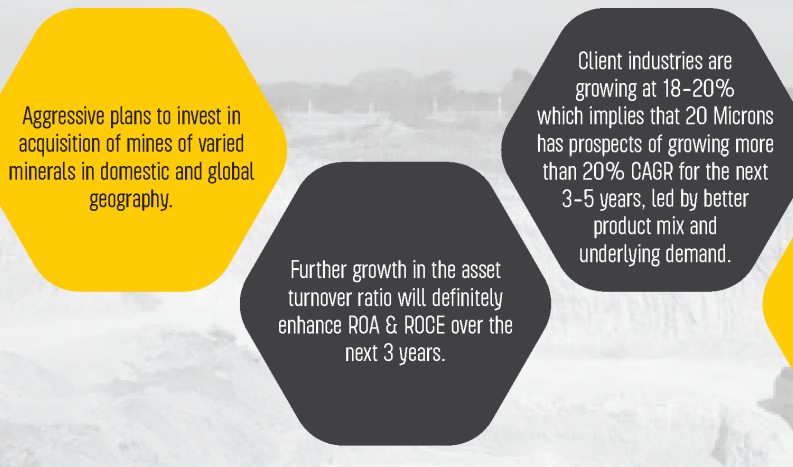 Aggressive plans to invest in
acquisition of mines of varied
minerals in domestic and global
geography.
Further growth in the asset
turnover ratio will definitely
enhance ROA & ROCE over the
next 3 years.
Client industries are
growing at 18-20%
which implies that 20 Microns
has prospects of growing more
than 20% CAGR for the next
3-5 years, led by better
product mix and
underlying demand.